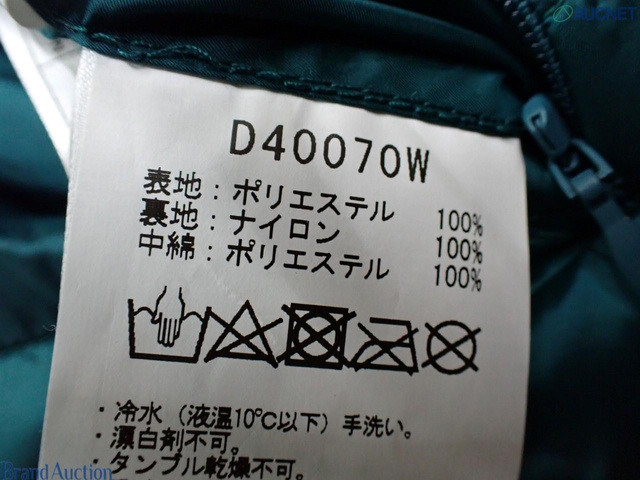 AUCNET
D40070W
表地:ポリエステル 100%
裏地:ナイロン 100%
中綿:ポリエステル 100%
・冷水(液温10℃以下)手洗い。
・漂白剤不可。
・タンブル乾燥不可。
Brand Auction